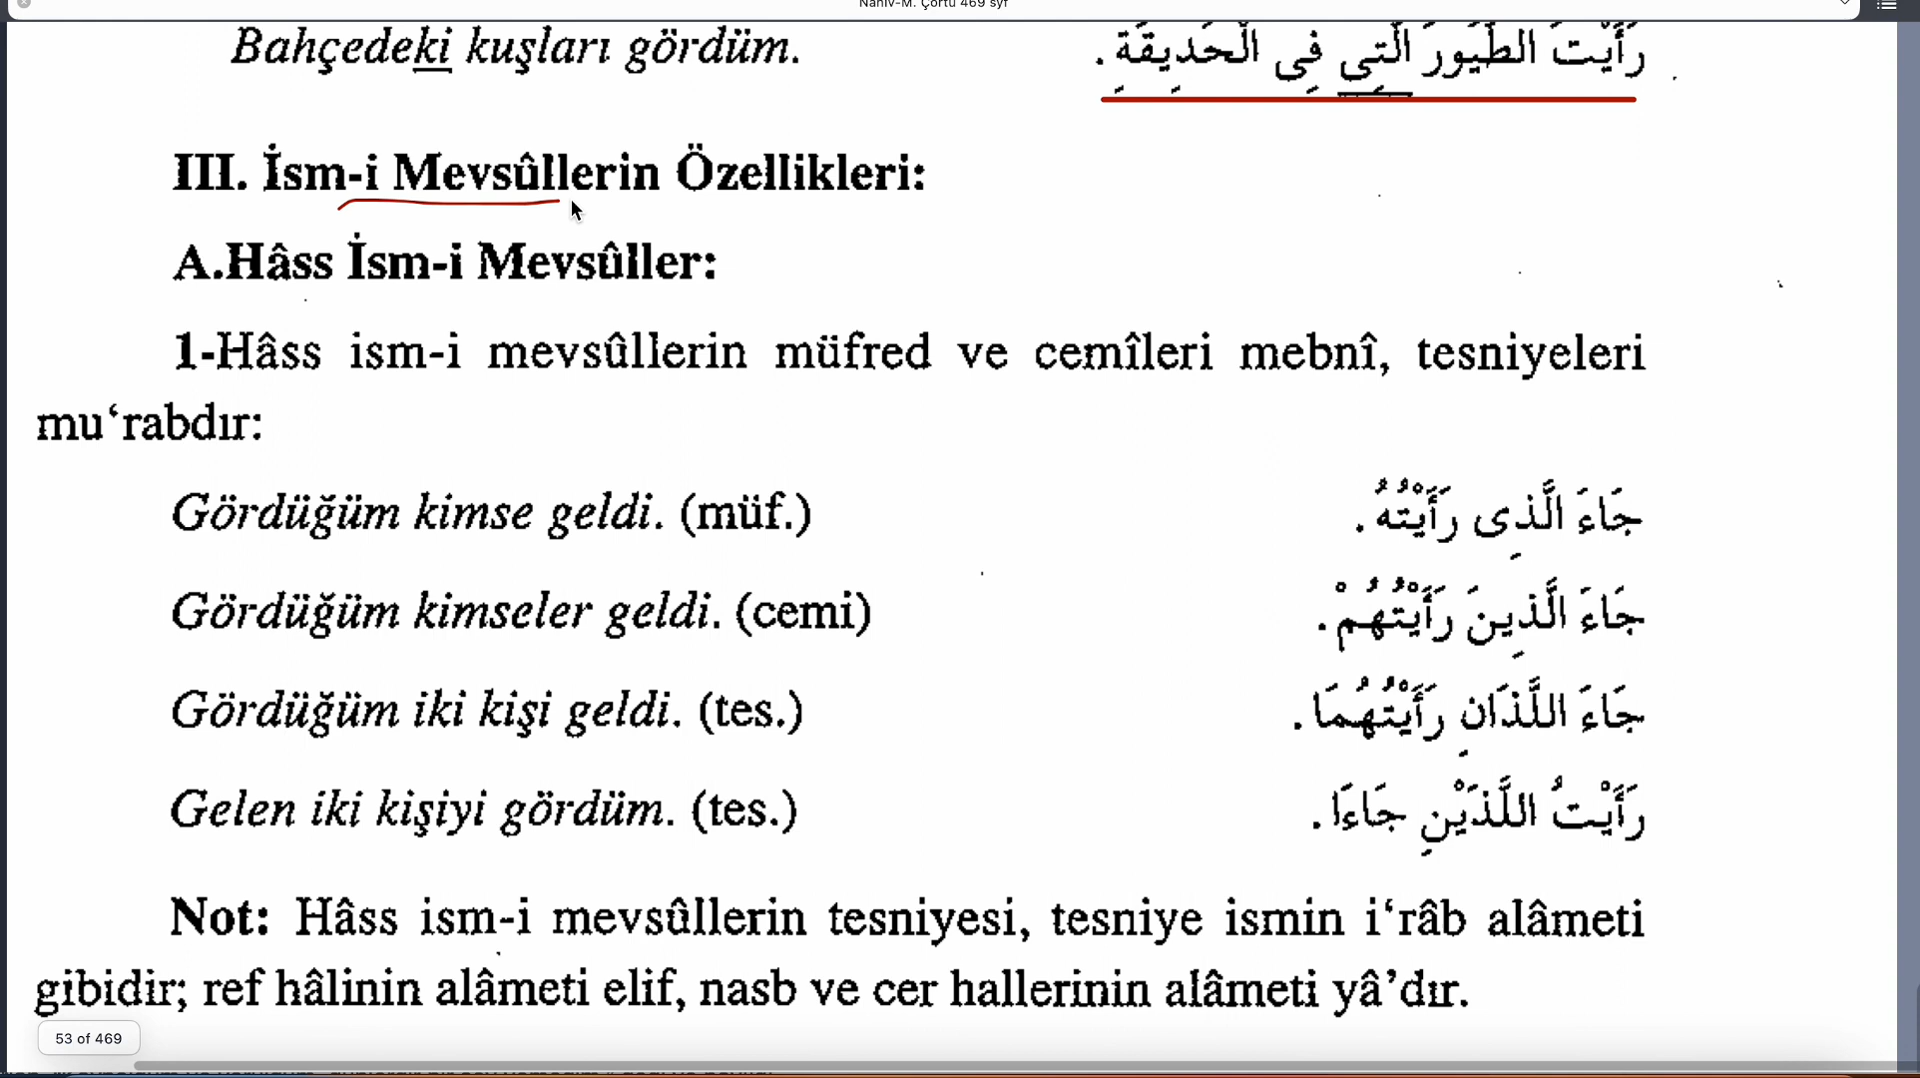 Nahiv-M. Çörtü 469 syf
Bahçedeki kuşları gördüm. رَأَيْتَ الطُّيُورَ الَّتِى فِى الْحَدِيقَةِ .
III. İsm-i Mevsûllerin Özellikleri:
A.Hâss İsm-i Mevsûller:
1-Hâss ism-i mevsûllerin müfred ve cemîleri mebnî, tesniyeleri
mu‘rabdır:
Gördüğüm kimse geldi. (müf.) جَاءَ الَّذِى رَأَيْتُهُ .
Gördüğüm kimseler geldi. (cemi) جَاءَ الَّذِينَ رَأَيْتُهُمْ .
Gördüğüm iki kişi geldi. (tes.) جَاءَ اللَّذَانِ رَأَيْتُهُمَا .
Gelen iki kişiyi gördüm. (tes.) رَأَيْتُ اللَّذَيْنِ جَاءَا .
Not: Hâss ism-i mevsûllerin tesniyesi, tesniye ismin i‘râb alâmeti
gibidir; ref hâlinin alâmeti elif, nasb ve cer hallerinin alâmeti yâ’dır.
53 of 469